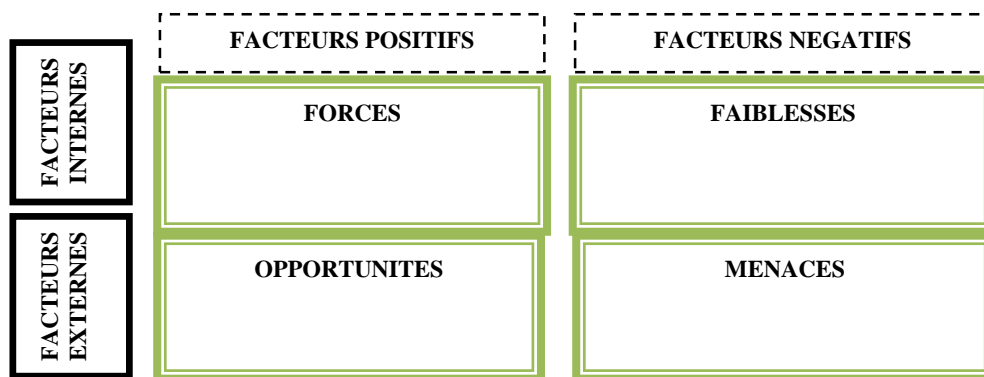 FACTEURS POSITIFS
FACTEURS NEGATIFS
FACTEURS
INTERNES
FORCES
FAIBLESSES
FACTEURS
EXTERNES
OPPORTUNITES
MENACES